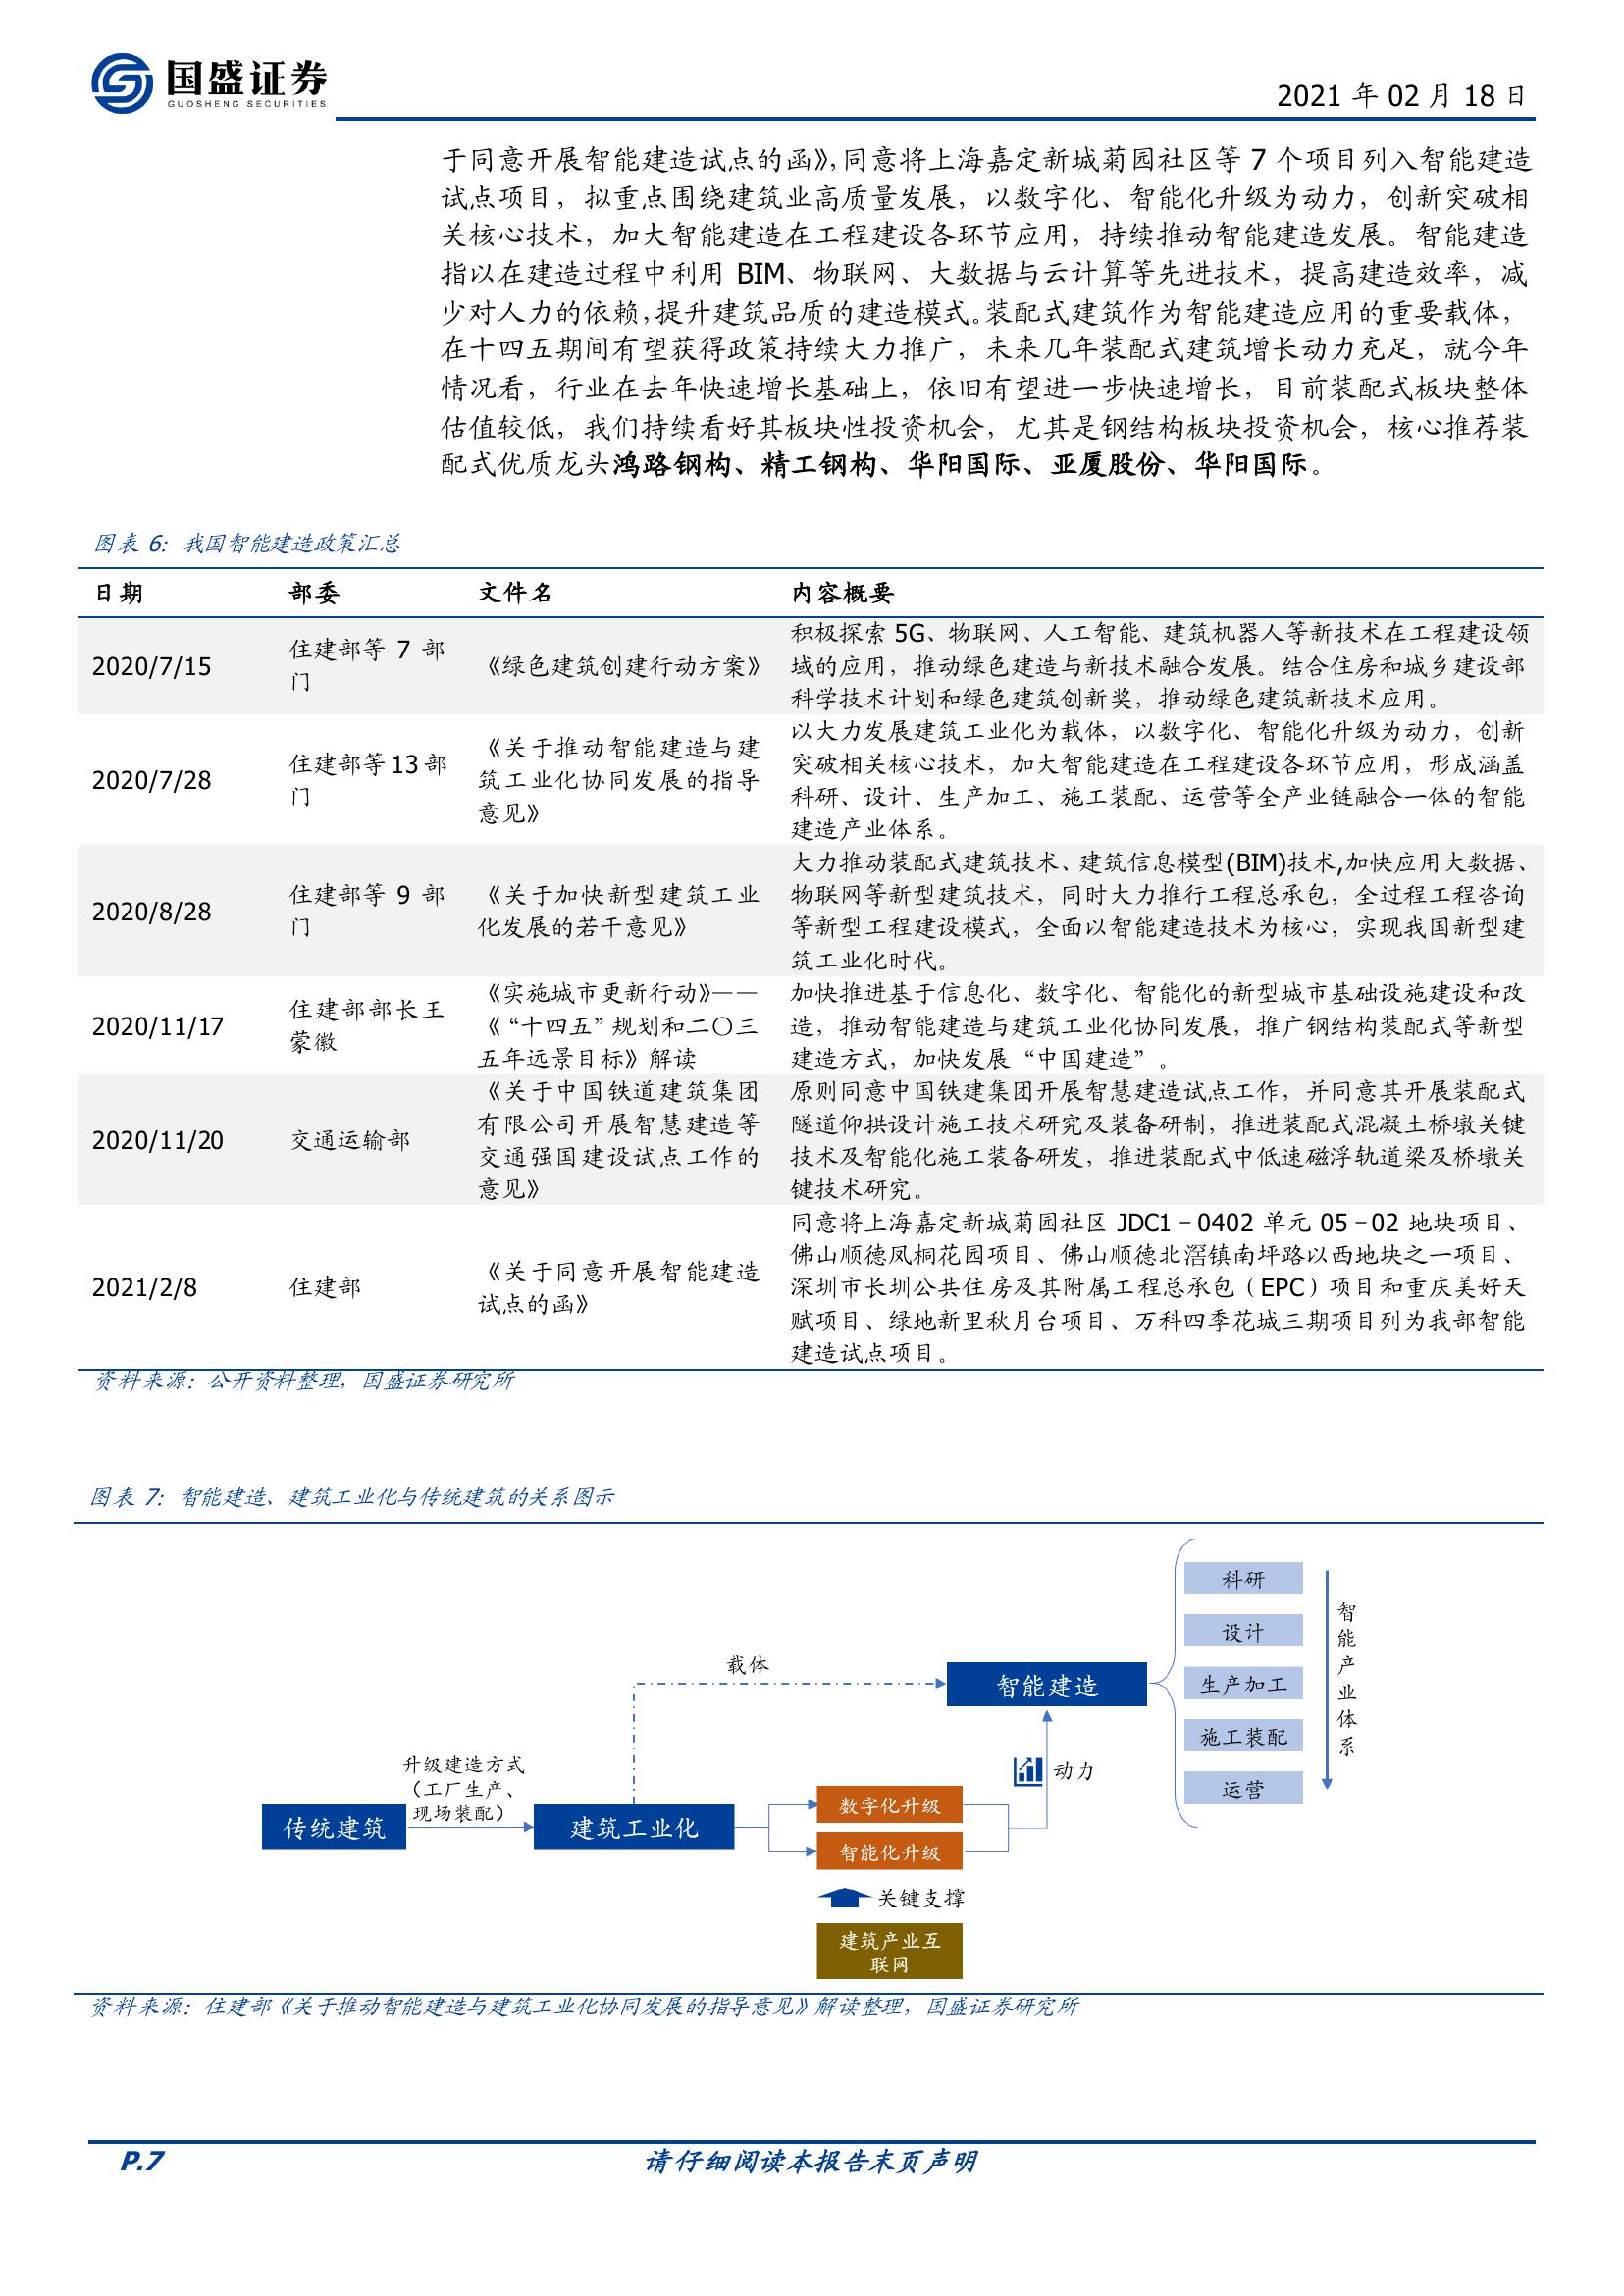 国盛证券
GUOSHENG SECURITIES
2021 年 02 月 18 日
于同意开展智能建造试点的函》,同意将上海嘉定新城菊园社区等 7 个项目列入智能建造
试点项目，拟重点围绕建筑业高质量发展，以数字化、智能化升级为动力，创新突破相
关核心技术，加大智能建造在工程建设各环节应用，持续推动智能建造发展。智能建造
指以在建造过程中利用 BIM、物联网、大数据与云计算等先进技术，提高建造效率，减
少对人力的依赖,提升建筑品质的建造模式。装配式建筑作为智能建造应用的重要载体，
在十四五期间有望获得政策持续大力推广，未来几年装配式建筑增长动力充足，就今年
情况看，行业在去年快速增长基础上，依旧有望进一步快速增长，目前装配式板块整体
估值较低，我们持续看好其板块性投资机会，尤其是钢结构板块投资机会，核心推荐装
配式优质龙头鸿路钢构、精工钢构、华阳国际、亚厦股份、华阳国际。
图表 6：我国智能建造政策汇总
日期 部委 文件名 内容概要
2020/7/15
住建部等 7 部
门
《绿色建筑创建行动方案》
积极探索 5G、物联网、人工智能、建筑机器人等新技术在工程建设领
域的应用，推动绿色建造与新技术融合发展。结合住房和城乡建设部
科学技术计划和绿色建筑创新奖，推动绿色建筑新技术应用。
2020/7/28
住建部等 13 部
门
《关于推动智能建造与建
筑工业化协同发展的指导
意见》
以大力发展建筑工业化为载体，以数字化、智能化升级为动力，创新
突破相关核心技术，加大智能建造在工程建设各环节应用，形成涵盖
科研、设计、生产加工、施工装配、运营等全产业链融合一体的智能
建造产业体系。
2020/8/28
住建部等 9 部
门
《关于加快新型建筑工业
化发展的若干意见》
大力推动装配式建筑技术、建筑信息模型(BIM)技术,加快应用大数据、
物联网等新型建筑技术，同时大力推行工程总承包，全过程工程咨询
等新型工程建设模式，全面以智能建造技术为核心，实现我国新型建
筑工业化时代。
2020/11/17
住建部部长王
蒙徽
《实施城市更新行动》——
《“十四五”规划和二〇三
五年远景目标》解读
加快推进基于信息化、数字化、智能化的新型城市基础设施建设和改
造，推动智能建造与建筑工业化协同发展，推广钢结构装配式等新型
建造方式，加快发展“中国建造”。
2020/11/20
交通运输部
《关于中国铁道建筑集团
有限公司开展智慧建造等
交通强国建设试点工作的
意见》
原则同意中国铁建集团开展智慧建造试点工作，并同意其开展装配式
隧道仰拱设计施工技术研究及装备研制，推进装配式混凝土桥墩关键
技术及智能化施工装备研发，推进装配式中低速磁浮轨道梁及桥墩关
键技术研究。
2021/2/8
住建部
《关于同意开展智能建造
试点的函》
同意将上海嘉定新城菊园社区 JDC1－0402 单元 05－02 地块项目、
佛山顺德凤桐花园项目、佛山顺德北滘镇南坪路以西地块之一项目、
深圳市长圳公共住房及其附属工程总承包（EPC）项目和重庆美好天
赋项目、绿地新里秋月台项目、万科四季花城三期项目列为我部智能
建造试点项目。
资料来源：公开资料整理，国盛证券研究所
图表 7：智能建造、建筑工业化与传统建筑的关系图示
科研
设计
生产加工
施工装配
运营
智能产业体系
载体
智能建造
动力
升级建造方式
（工厂生产、
现场装配）
传统建筑
建筑工业化
数字化升级
智能化升级
关键支撑
建筑产业互
联网
资料来源：住建部《关于推动智能建造与建筑工业化协同发展的指导意见》解读整理，国盛证券研究所
P.7
请仔细阅读本报告末页声明